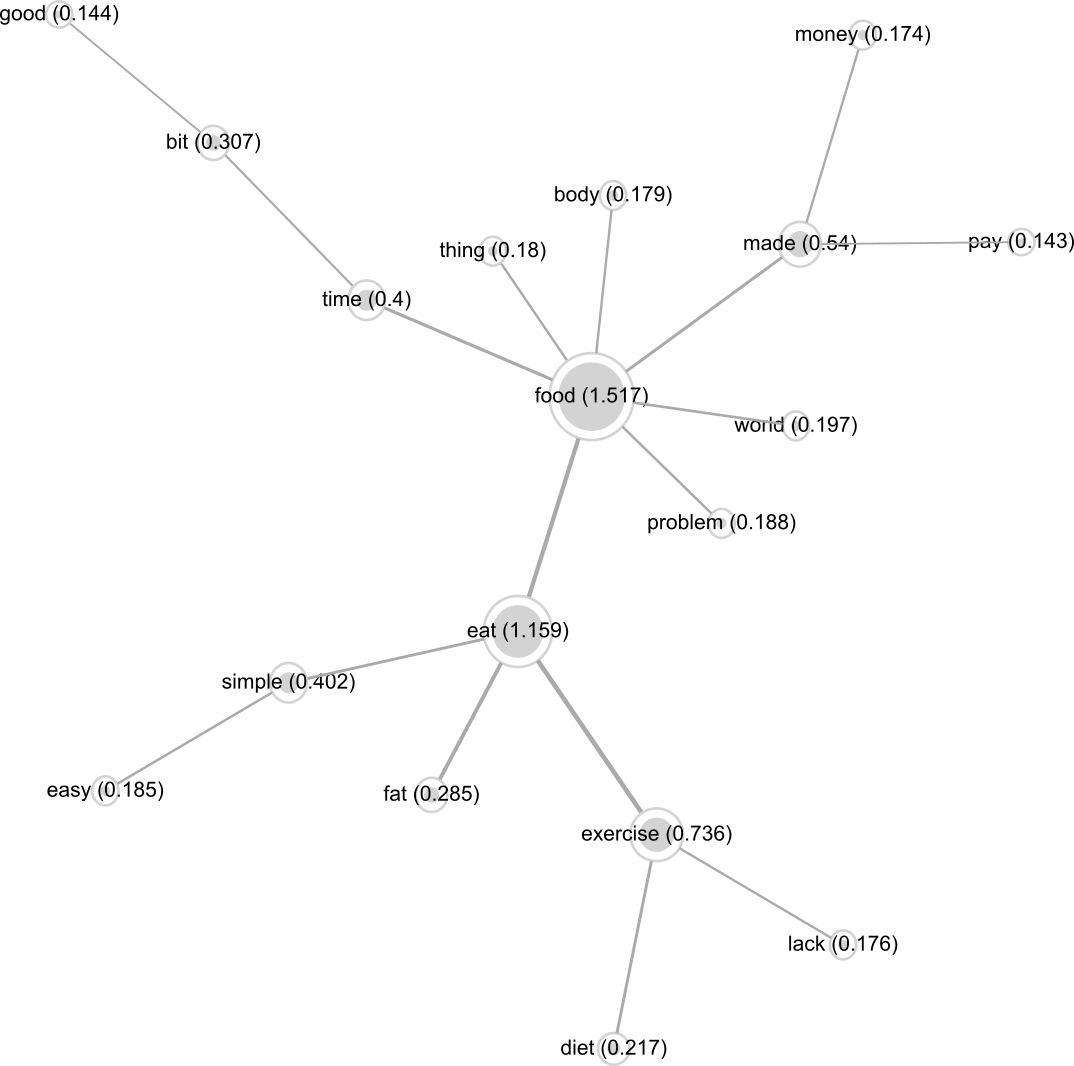 good (0.144)
money (0.174)
bit (0.307)
body (0.179)
thing (0.18)
made (0.54)
pay (0.143)
time (0.4)
food (1.517)
world (0.197)
problem (0.188)
eat (1.159)
simple (0.402)
easy (0.185)
fat (0.285)
exercise (0.736)
lack (0.176)
diet (0.217)